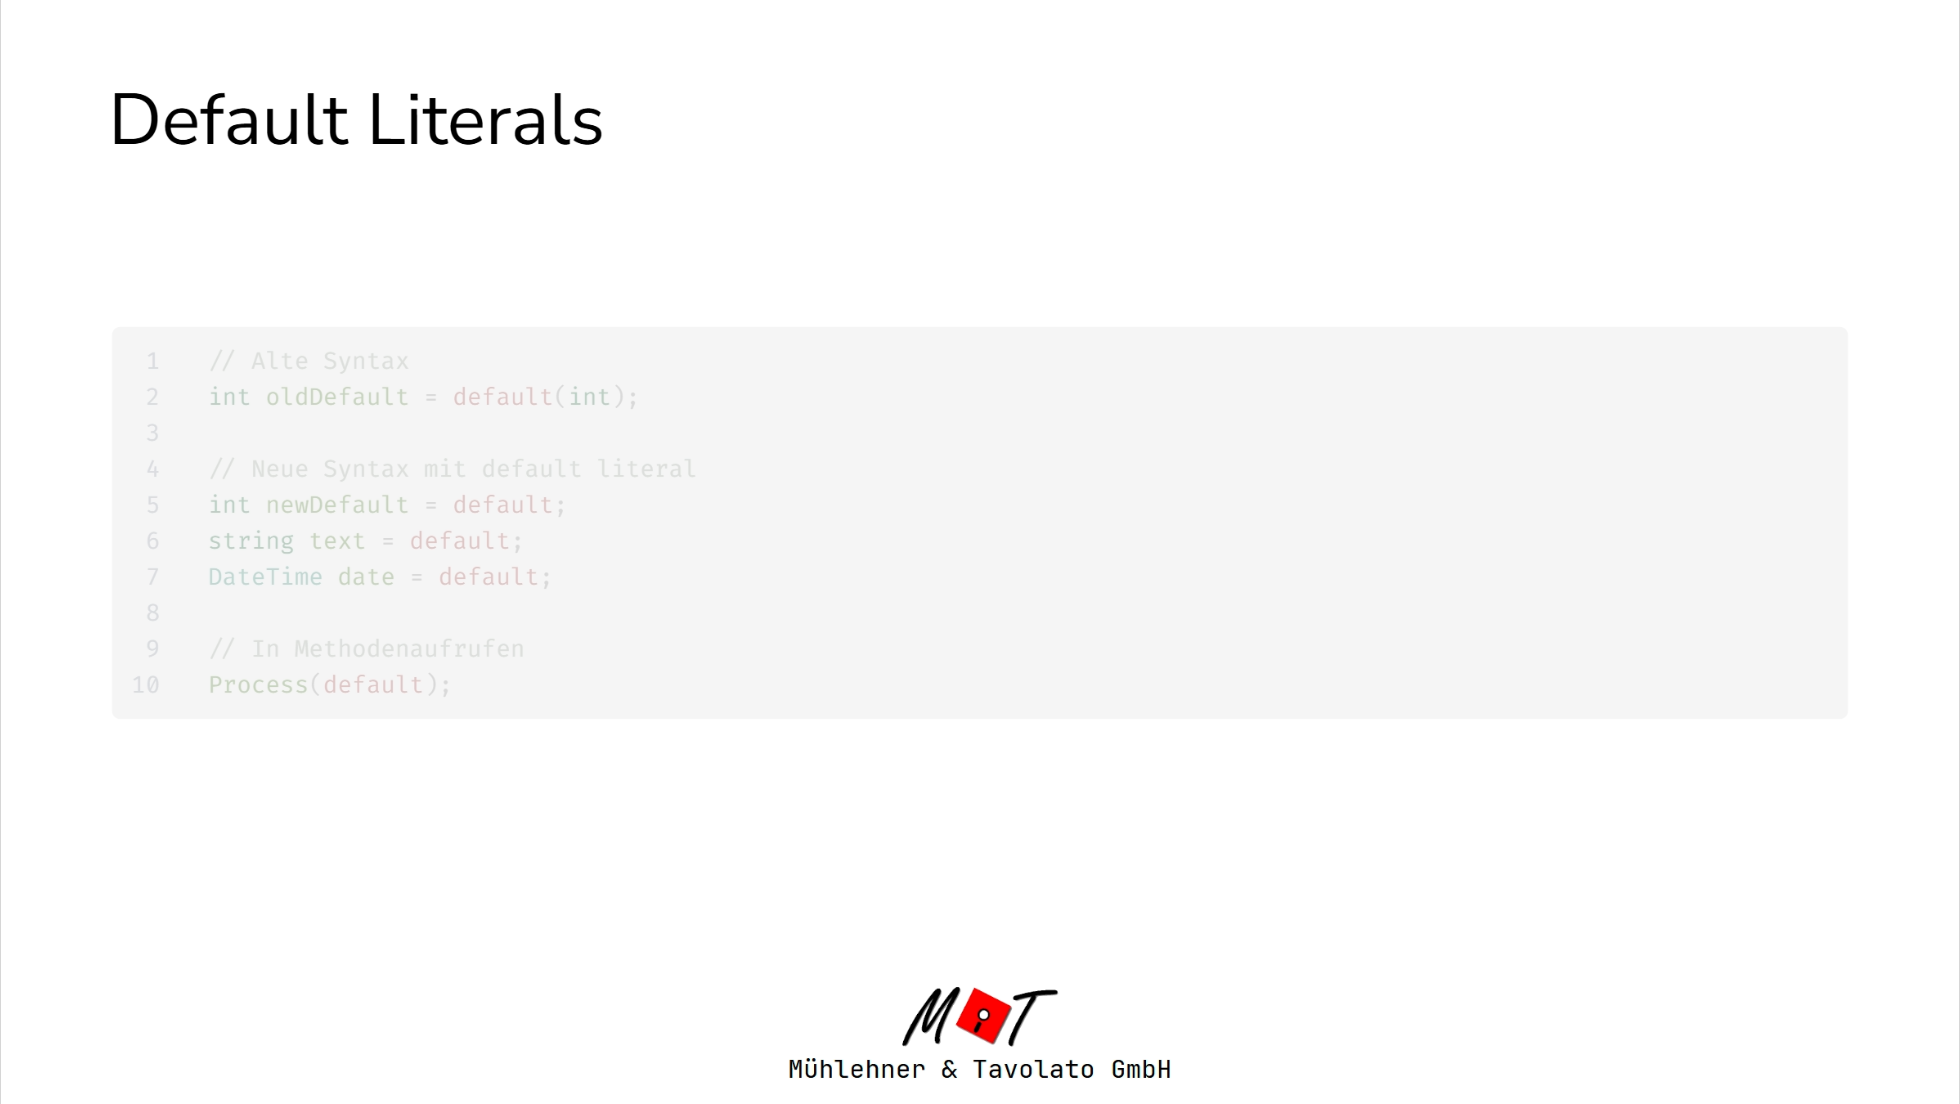 Default Literals
1 // Alte Syntax
2 int oldDefault = default(int);
3
4 // Neue Syntax mit default literal
5 int newDefault = default;
6 string text = default;
7 DateTime date = default;
8
9 // In Methodenaufrufen
10 Process(default);
M T
Mühlehner & Tavolato GmbH